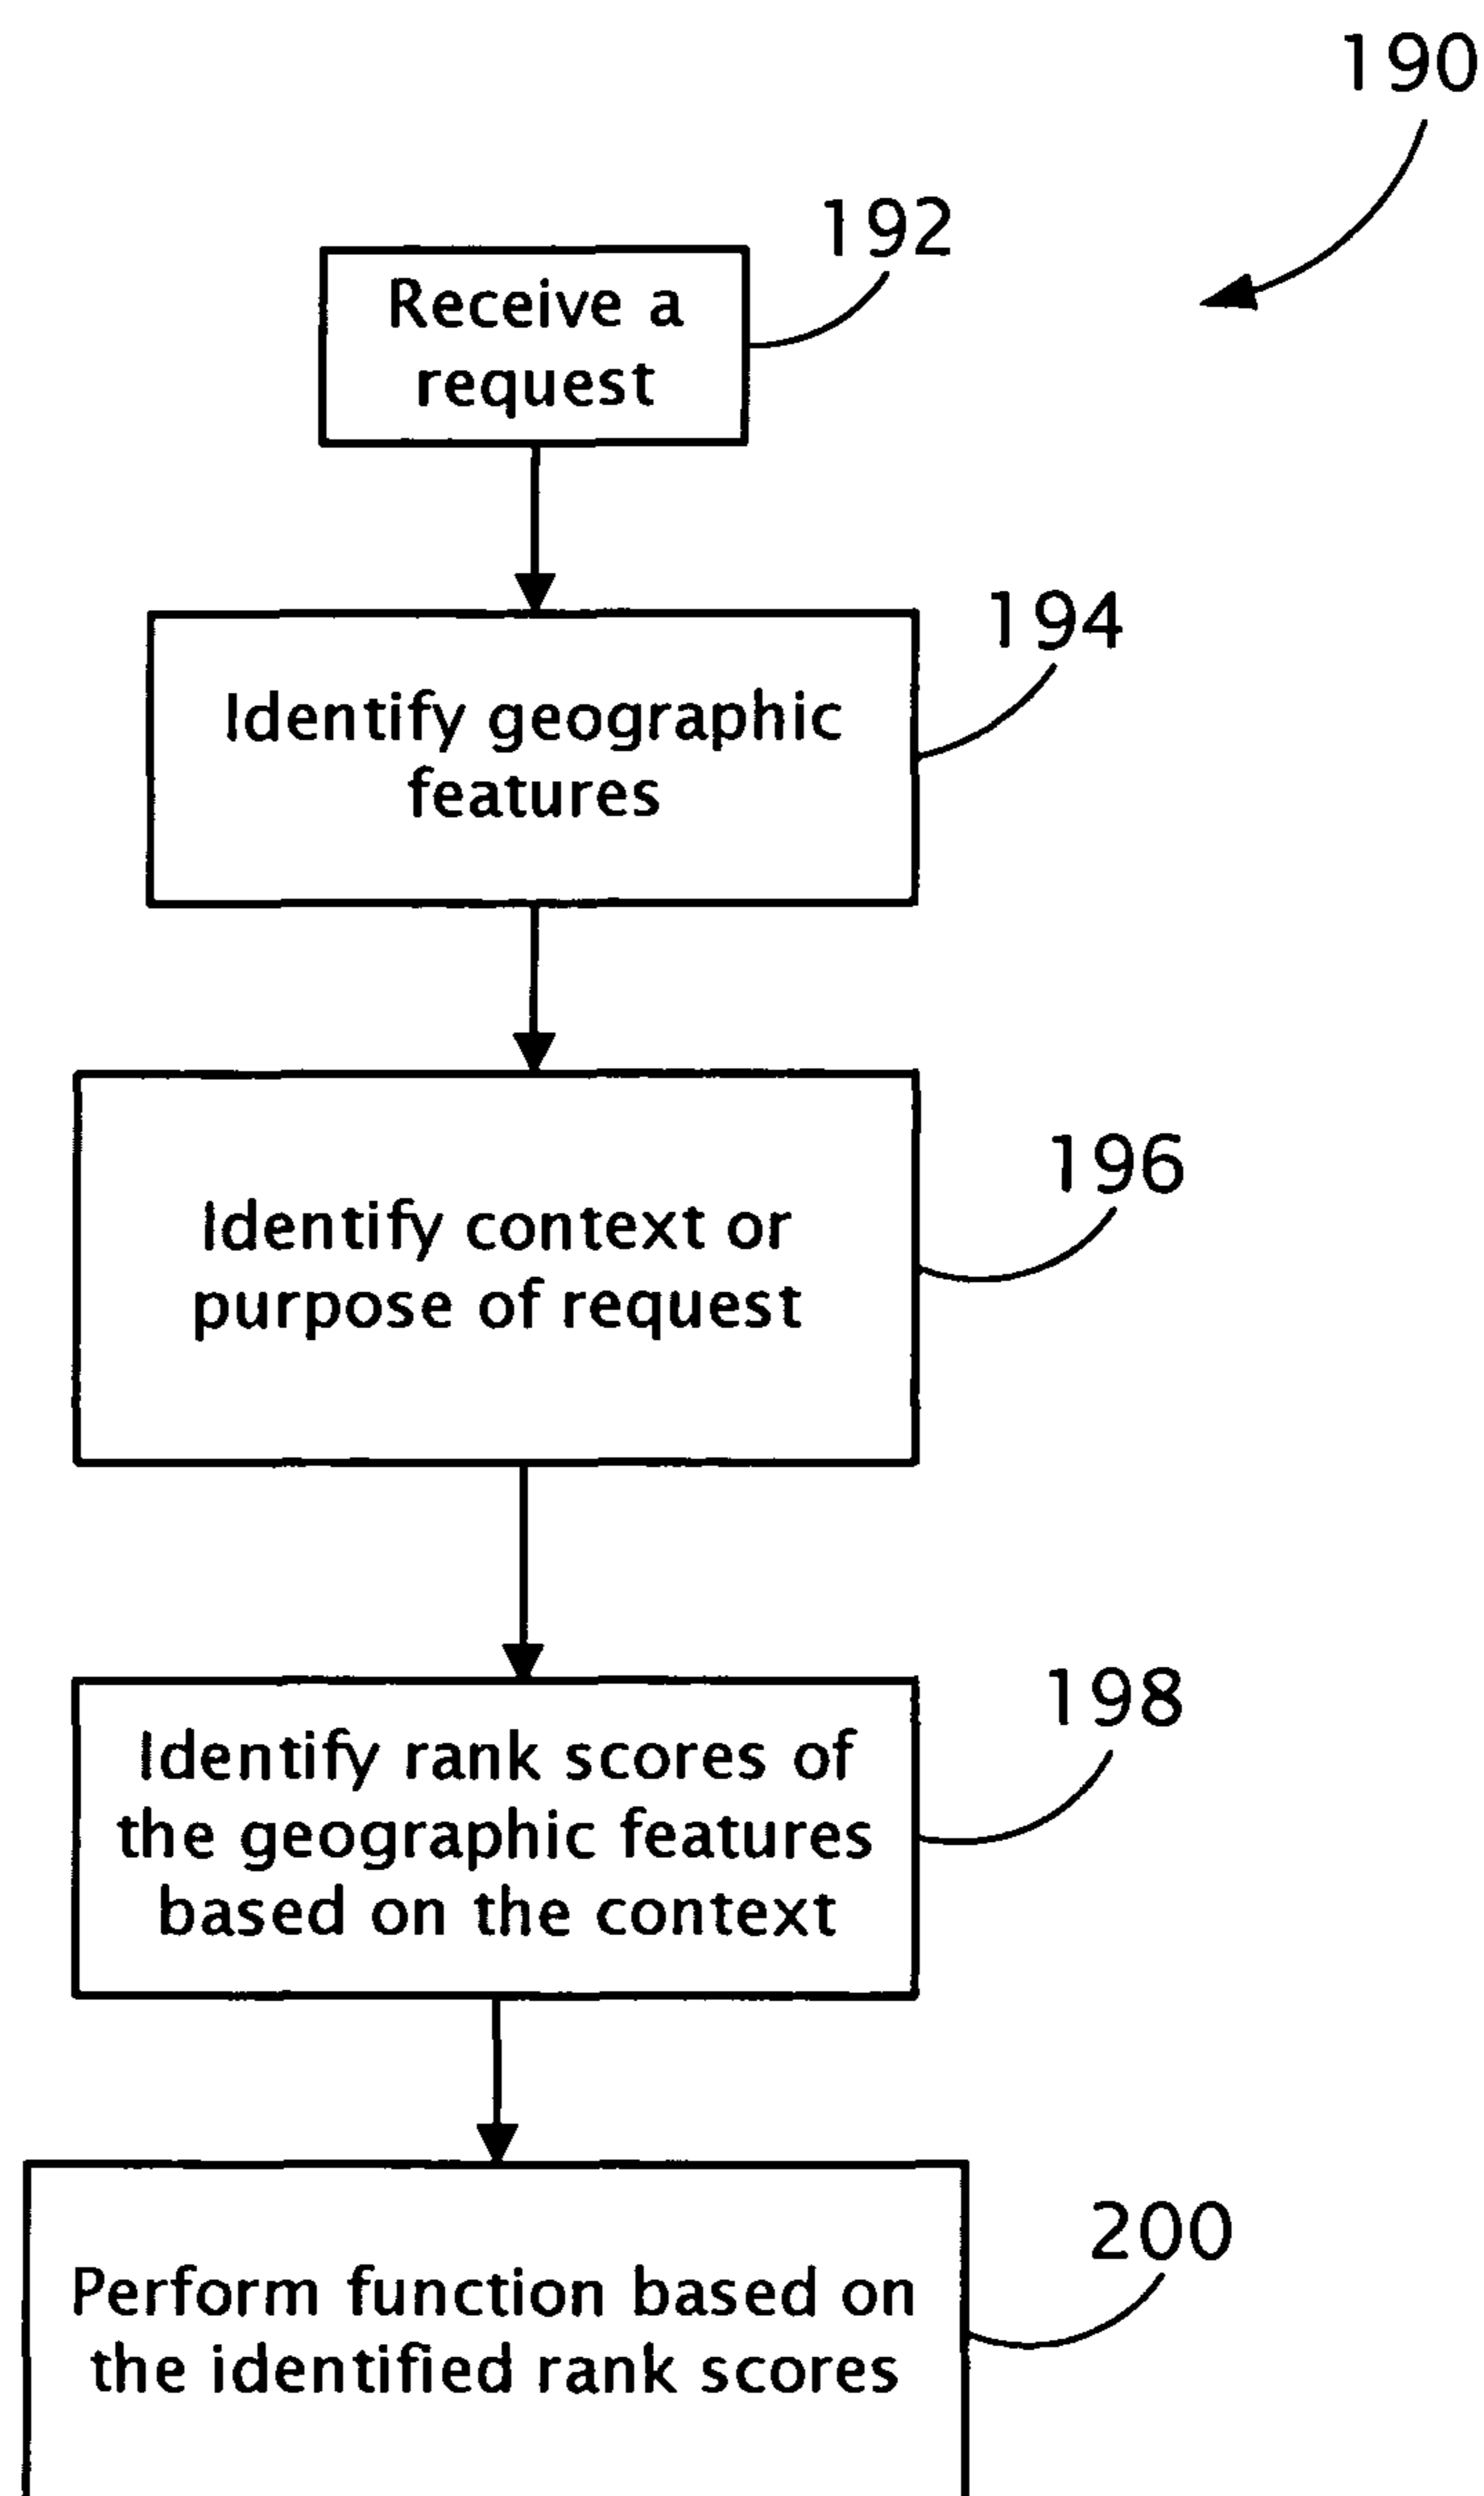 190
192
Receive a
request
194
Identify geographic
features
196
Identify context or
purpose of request
198
Identify rank scores of
the geographic features
based on the context
200
Perform function based on
the identified rank scores